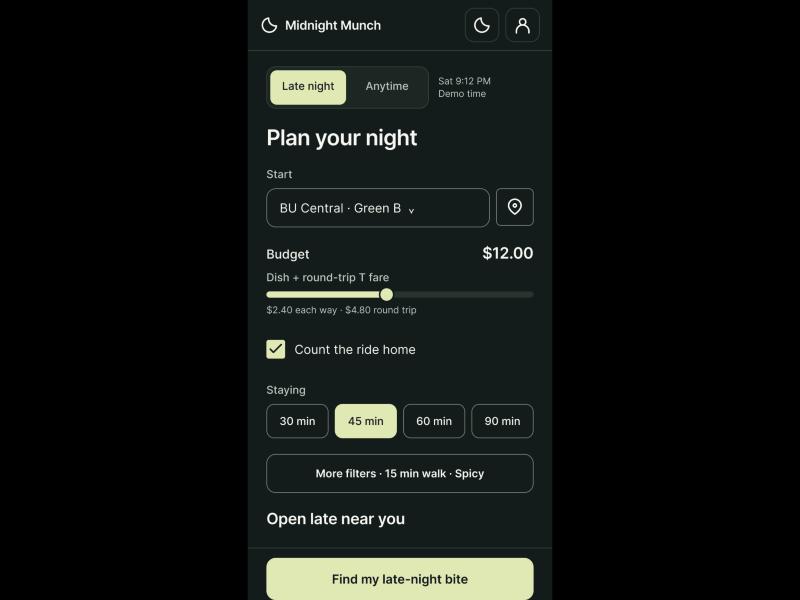 Midnight Munch
Late night
Anytime
Sat 9:12 PM
Demo time
Plan your night
Start
BU Central · Green B
Budget
$12.00
Dish + round-trip T fare
$2.40 each way · $4.80 round trip
Count the ride home
Staying
30 min
45 min
60 min
90 min
More filters · 15 min walk · Spicy
Open late near you
Find my late-night bite